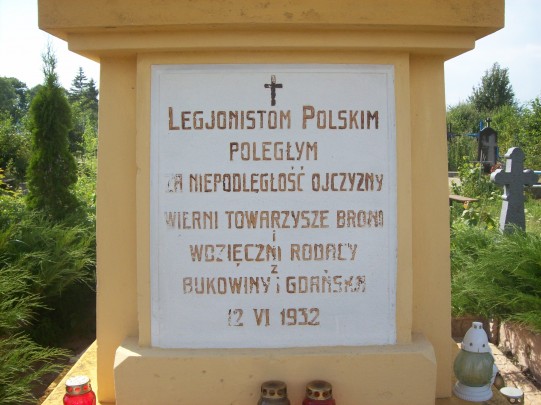 Legjonistom Polskim
poległym
za niepodległość ojczyzny
wierni towarzysze broni
i
wdzięczni rodacy
z
Bukowiny i Gdańska
12 VI 1932